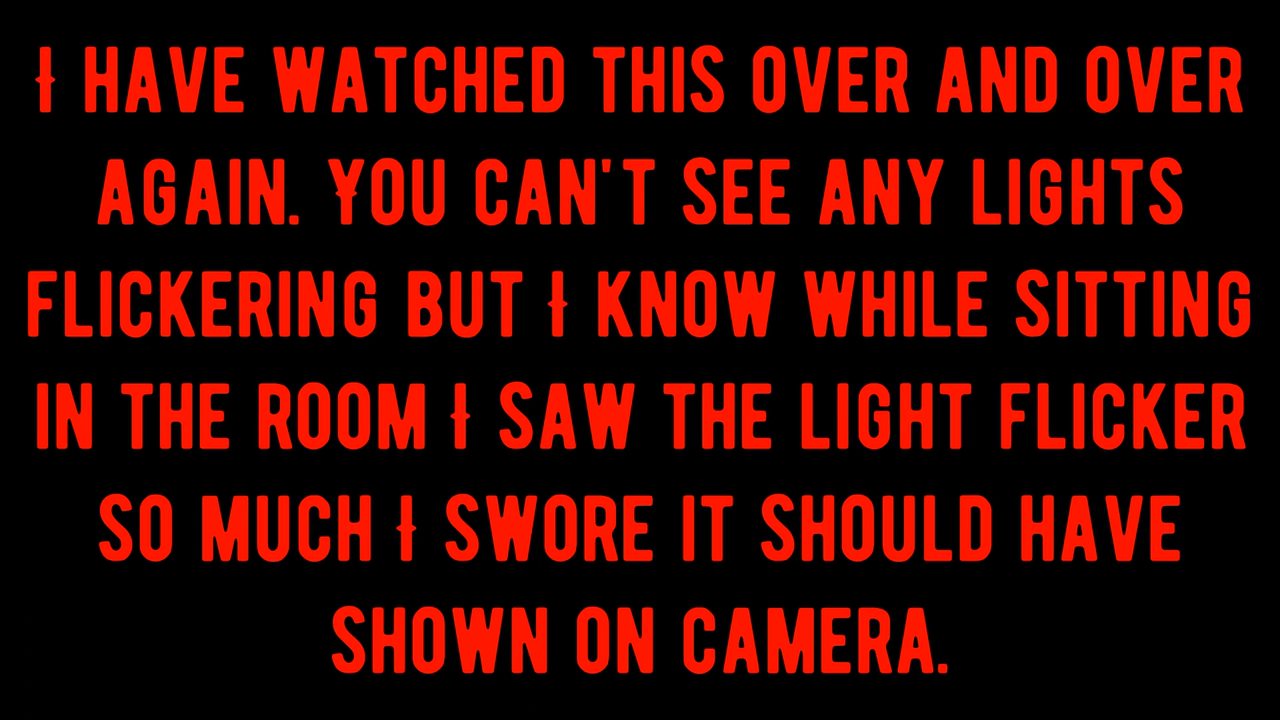 I HAVE WATCHED THIS OVER AND OVER
AGAIN. YOU CAN'T SEE ANY LIGHTS
FLICKERING BUT I KNOW WHILE SITTING
IN THE ROOM I SAW THE LIGHT FLICKER
SO MUCH I SWORE IT SHOULD HAVE
SHOWN ON CAMERA.